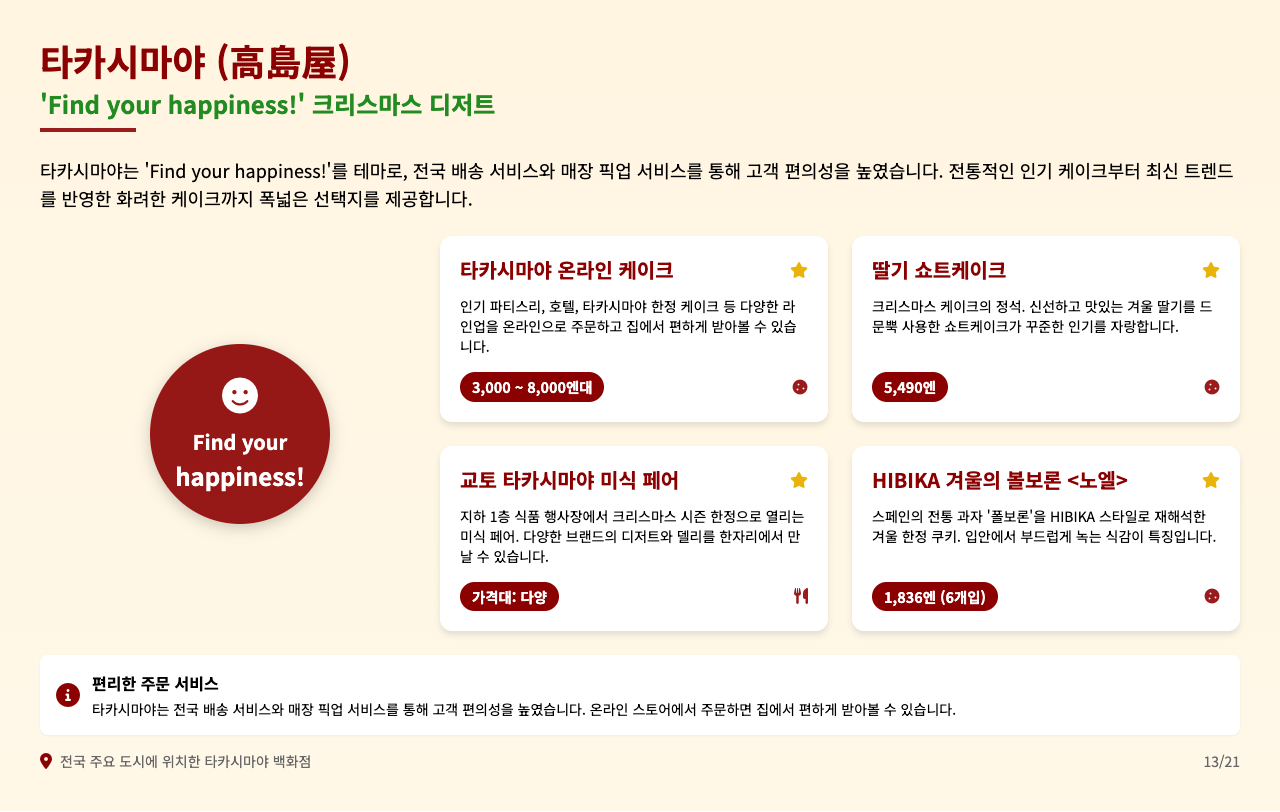 타카시마야 (高島屋)
'Find your happiness!' 크리스마스 디저트
타카시마야는 'Find your happiness!'를 테마로, 전국 배송 서비스와 매장 픽업 서비스를 통해 고객 편의성을 높였습니다. 전통적인 인기 케이크부터 최신 트렌드
를 반영한 화려한 케이크까지 폭넓은 선택지를 제공합니다.
Find your
happiness!
타카시마야 온라인 케이크
인기 파티스리, 호텔, 타카시마야 한정 케이크 등 다양한 라
인업을 온라인으로 주문하고 집에서 편하게 받아볼 수 있습
니다.
3,000 ~ 8,000엔대
딸기 쇼트케이크
크리스마스 케이크의 정석. 신선하고 맛있는 겨울 딸기를 드
문뿍 사용한 쇼트케이크가 꾸준한 인기를 자랑합니다.
5,490엔
교토 타카시마야 미식 페어
지하 1층 식품 행사장에서 크리스마스 시즌 한정으로 열리는
미식 페어. 다양한 브랜드의 디저트와 델리를 한자리에서 만
날 수 있습니다.
가격대: 다양
HIBIKA 겨울의 볼보론 <노엘>
스페인의 전통 과자 '폴보론'을 HIBIKA 스타일로 재해석한
겨울 한정 쿠키. 입안에서 부드럽게 녹는 식감이 특징입니다.
1,836엔 (6개입)
편리한 주문 서비스
타카시마야는 전국 배송 서비스와 매장 픽업 서비스를 통해 고객 편의성을 높였습니다. 온라인 스토어에서 주문하면 집에서 편하게 받아볼 수 있습니다.
전국 주요 도시에 위치한 타카시마야 백화점
13/21